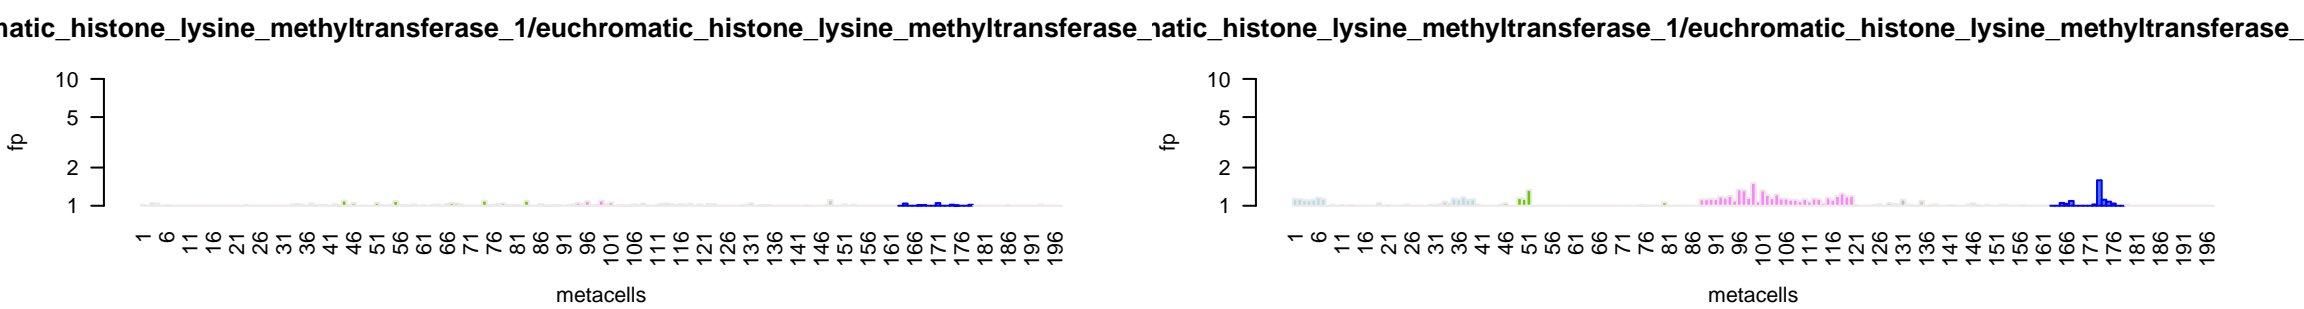 matic_histone_lysine_methyltransferase_1/euchromatic_histone_lysine_methyltransferase_
matic_histone_lysine_methyltransferase_1/euchromatic_histone_lysine_methyltransferase_
10
5
2
1
fp
1 6 11 16 21 26 31 36 41 46 51 56 61 66 71 76 81 86 91 96 101 106 111 116 121 126 131 136 141 146 151 156 161 166 171 176 181 186 191 196
metacells
10
5
2
1
fp
1 6 11 16 21 26 31 36 41 46 51 56 61 66 71 76 81 86 91 96 101 106 111 116 121 126 131 136 141 146 151 156 161 166 171 176 181 186 191 196
metacells